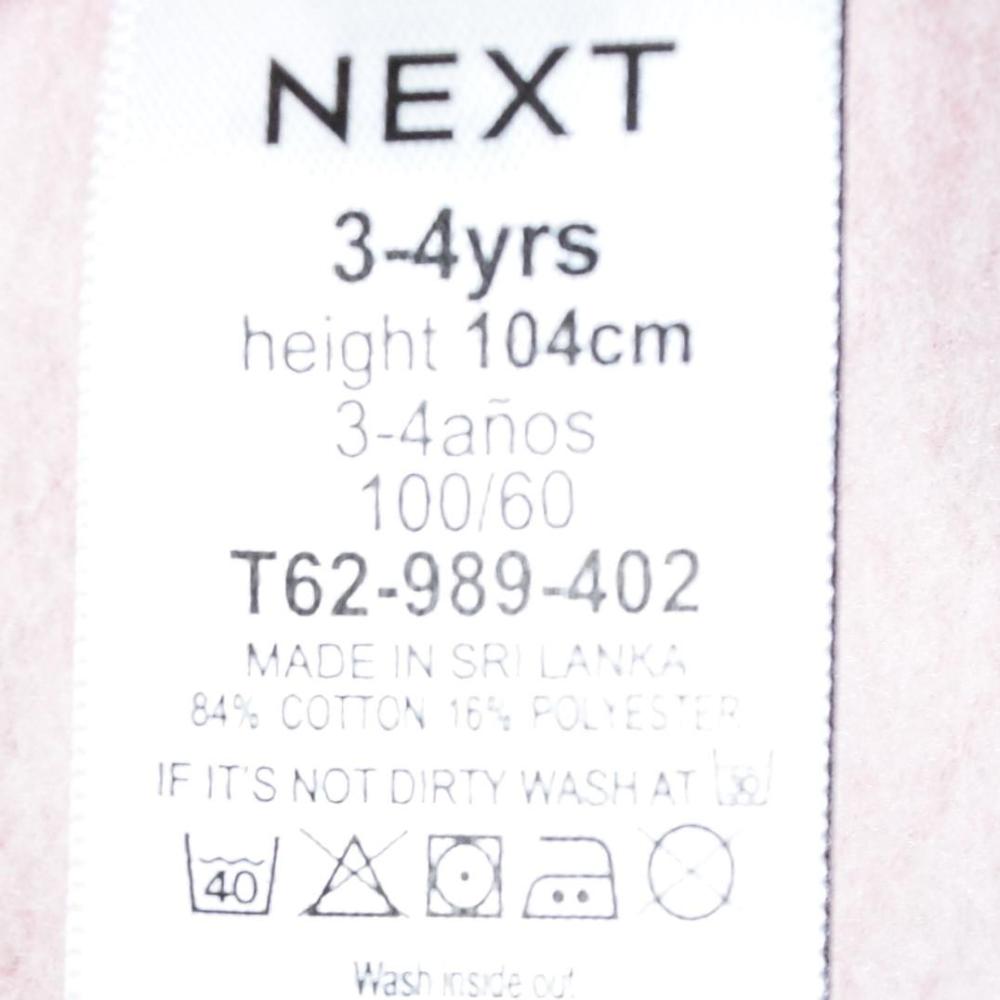 NEXT
3-4yrs
height 104cm
3-4años
100/60
T62-989-402
MADE IN SRI LANKA
84% COTTON 16% POLYESTER
IF IT'S NOT DIRTY WASH AT 30
40
Wash inside out